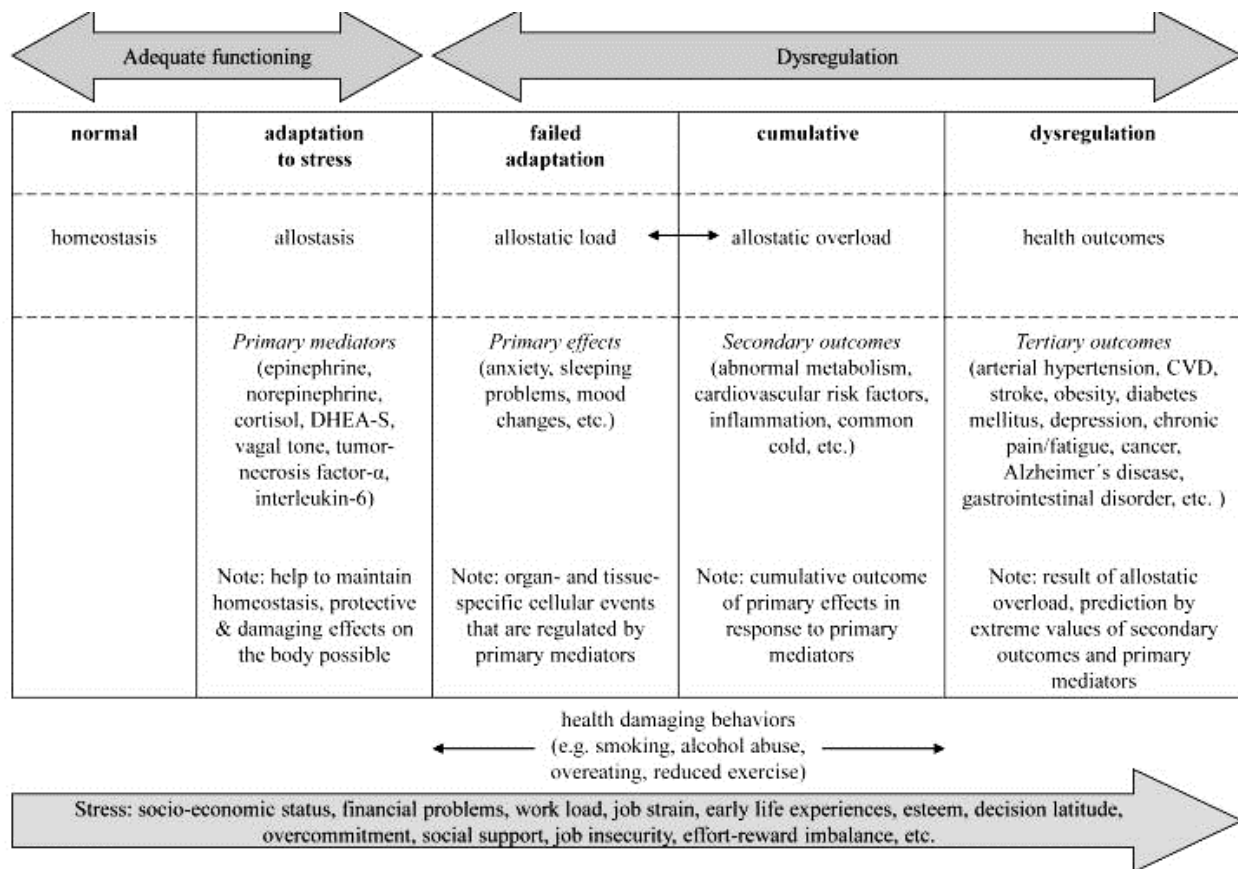 Adequate functioning
Dysregulation
normal
adaptation
to stress
failed
adaptation
cumulative
dysregulation
homeostasis
allostasis
allostatic load
allostatic overload
health outcomes
Primary mediators
(epinephrine,
norepinephrine,
cortisol, DHEA-S,
vagal tone, tumor-
necrosis factor-α,
interleukin-6)
Primary effects
(anxiety, sleeping
problems, mood
changes, etc.)
Secondary outcomes
(abnormal metabolism,
cardiovascular risk factors,
inflammation, common
cold, etc.)
Tertiary outcomes
(arterial hypertension, CVD,
stroke, obesity, diabetes
mellitus, depression, chronic
pain/fatigue, cancer,
Alzheimer´s disease,
gastrointestinal disorder, etc. )
Note: help to maintain
homeostasis, protective
& damaging effects on
the body possible
Note: organ- and tissue-
specific cellular events
that are regulated by
primary mediators
Note: cumulative outcome
of primary effects in
response to primary
mediators
Note: result of allostatic
overload, prediction by
extreme values of secondary
outcomes and primary
mediators
health damaging behaviors
(e.g. smoking, alcohol abuse,
overeating, reduced exercise)
Stress: socio-economic status, financial problems, work load, job strain, early life experiences, esteem, decision latitude,
overcommitment, social support, job insecurity, effort-reward imbalance, etc.